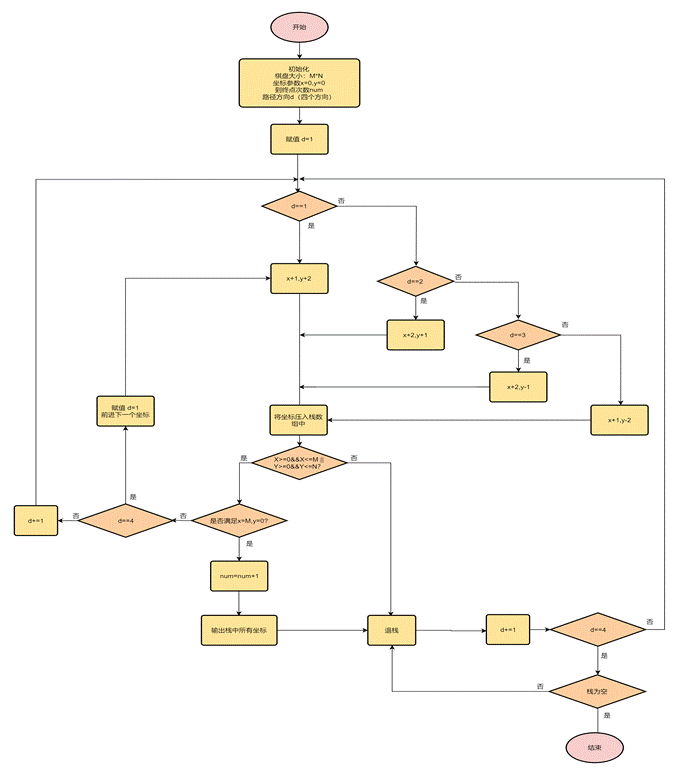 开始
初始化
棋盘大小：M*N
坐标参数x=0,y=0
到终点次数num
路径方向d（四个方向）
赋值 d=1
d==1
否
是
x+1,y+2
d==2
否
是
x+2,y+1
d==3
否
是
x+2,y-1
x+1,y-2
赋值 d=1
前进下一个坐标
将坐标压入栈数
组中
X>=0&&X<=M ||
Y>=0&&Y<=N?
是
否
是否满足x=M,y=0?
否
是
d==4
是
否
d+=1
num=num+1
输出栈中所有坐标
退栈
d+=1
d==4
否
是
栈为空
否
是
结束